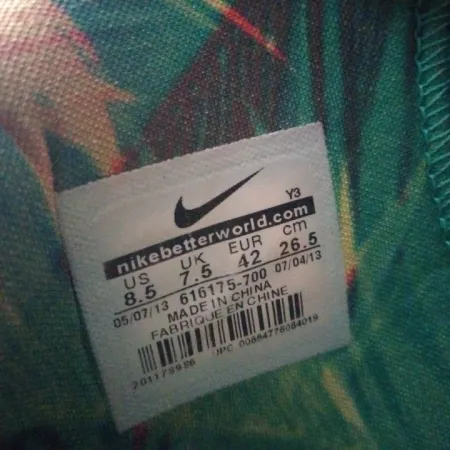 Y3
nikebetterworld.com
US UK EUR cm
8.5 7.5 42 26.5
05/07/13 616175-700 07/04/13
MADE IN CHINA
FABRIQUE EN CHINE
UPC 00884776084019